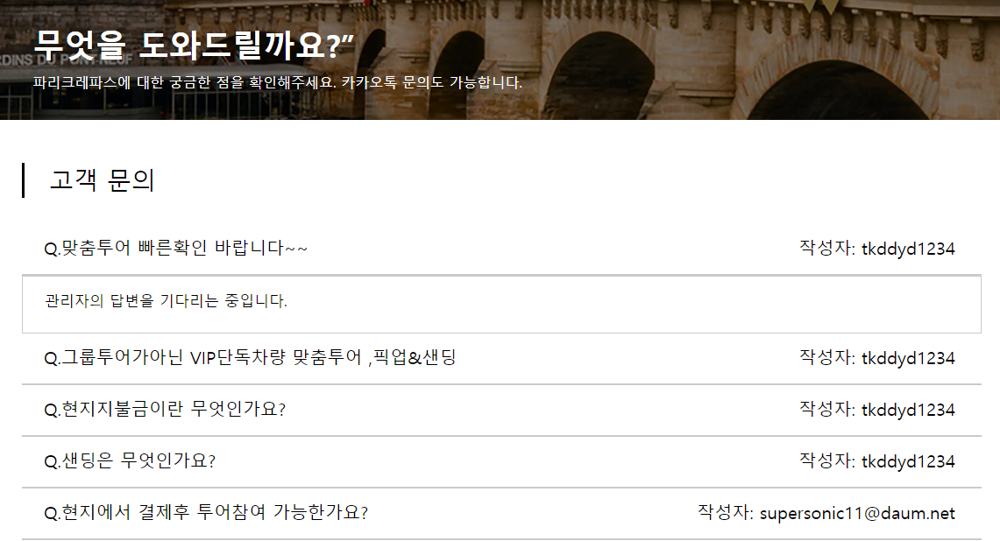 무엇을 도와드릴까요?”
RDINS DU PONT-NEUF
파리크레파스에 대한 궁금한 점을 확인해주세요. 카카오톡 문의도 가능합니다.
고객 문의
Q.맞춤투어 빠른확인 바랍니다~~ 작성자: tkddyd1234
관리자의 답변을 기다리는 중입니다.
Q.그룹투어가아닌 VIP단독차량 맞춤투어 ,픽업&샌딩 작성자: tkddyd1234
Q.현지지불금이란 무엇인가요? 작성자: tkddyd1234
Q.샌딩은 무엇인가요? 작성자: tkddyd1234
Q.현지에서 결제후 투어참여 가능한가요? 작성자: supersonic11@daum.net